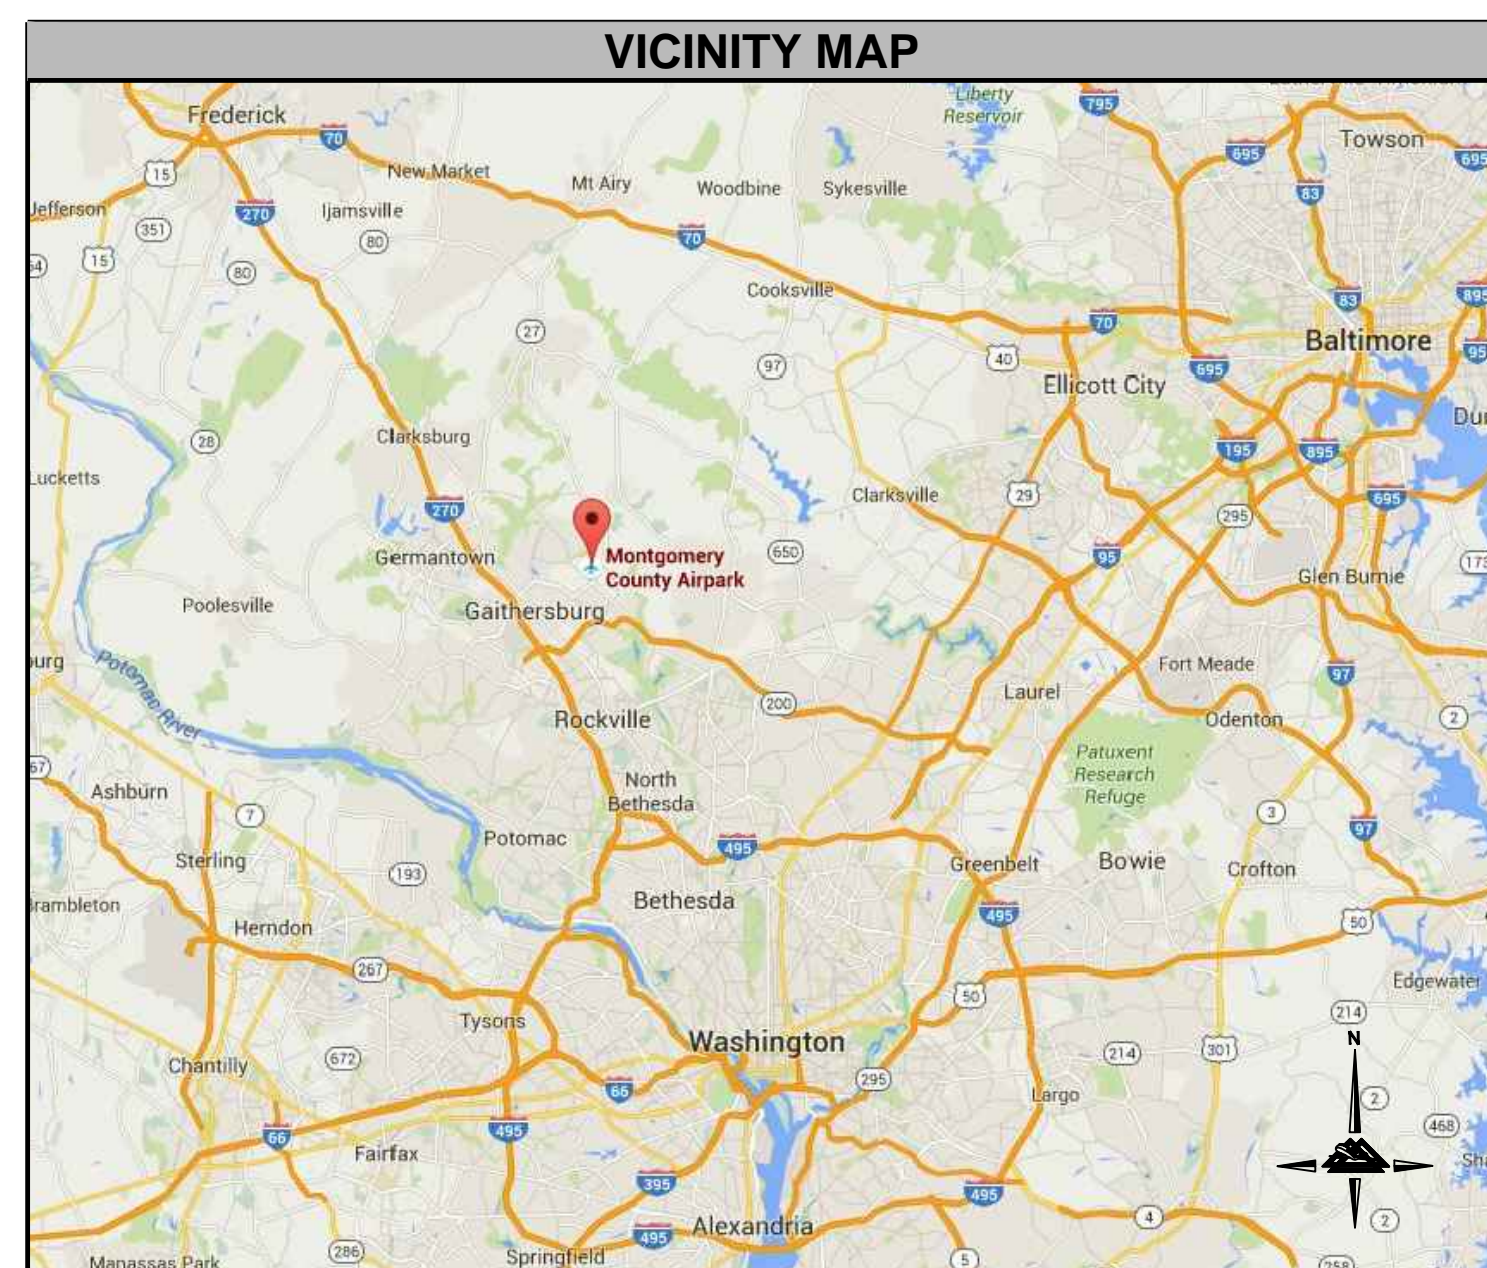 VICINITY MAP
Liberty
Reservoir
795
Frederick
70
695
Towson
695
15
New Market
Mt Airy
Woodbine
Sykesville
83
Jefferson
270
Ijamsville
351
80
70
15
80
Cooksville
83
895
27
70
Baltimore
97
40
695
95
Ellicott City
28
Clarksburg
195
895
Lucketts
Clarksville
29
695
270
295
Montgomery
County Airpark
650
95
Germantown
173
Glen Burnie
Poolesville
Gaithersburg
Potomac River
Fort Meade
97
Laurel
200
Rockville
Odenton
2
Patuxent
Research
Refuge
67
North
Bethesda
Ashburn
7
3
97
Potomac
495
Sterling
Greenbelt
Bowie
Crofton
193
Bethesda
Brambleton
495
50
Herndon
267
Edgewater
50
214
Tysons
N
Washington
672
214
301
Chantilly
295
66
Largo
2
495
66
468
Fairfax
395
495
Alexandria
4
2
495
286
Springfield
5
Manassas Park
258